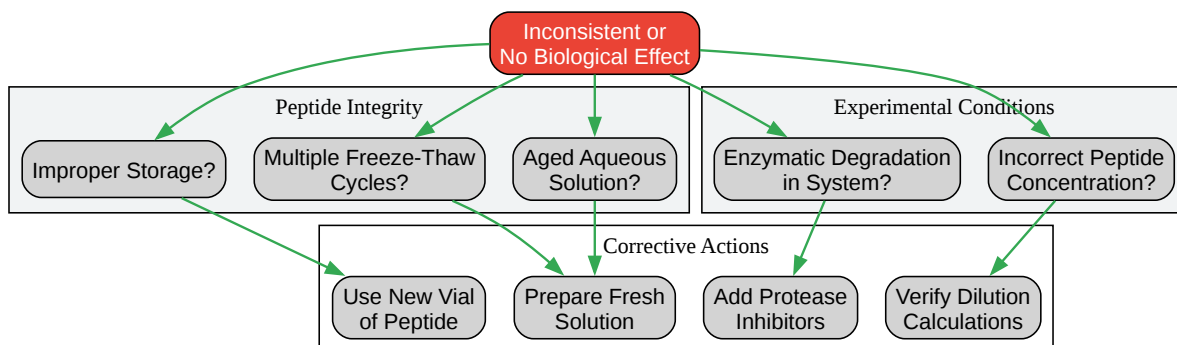 Inconsistent or
No Biological Effect
Peptide Integrity
Experimental Conditions
Improper Storage?
Multiple Freeze-Thaw
Cycles?
Aged Aqueous
Solution?
Enzymatic Degradation
in System?
Incorrect Peptide
Concentration?
Corrective Actions
Use New Vial
of Peptide
Prepare Fresh
Solution
Add Protease
Inhibitors
Verify Dilution
Calculations